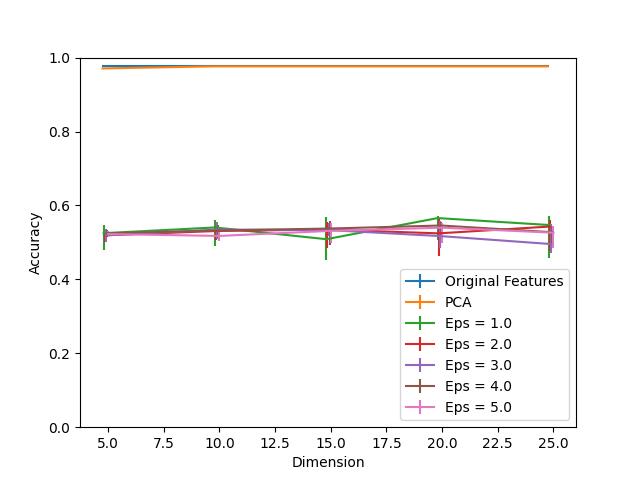 1.0
0.8
0.6
0.4
0.2
0.0
Accuracy
Original Features
PCA
Eps = 1.0
Eps = 2.0
Eps = 3.0
Eps = 4.0
Eps = 5.0
5.0 7.5 10.0 12.5 15.0 17.5 20.0 22.5 25.0
Dimension